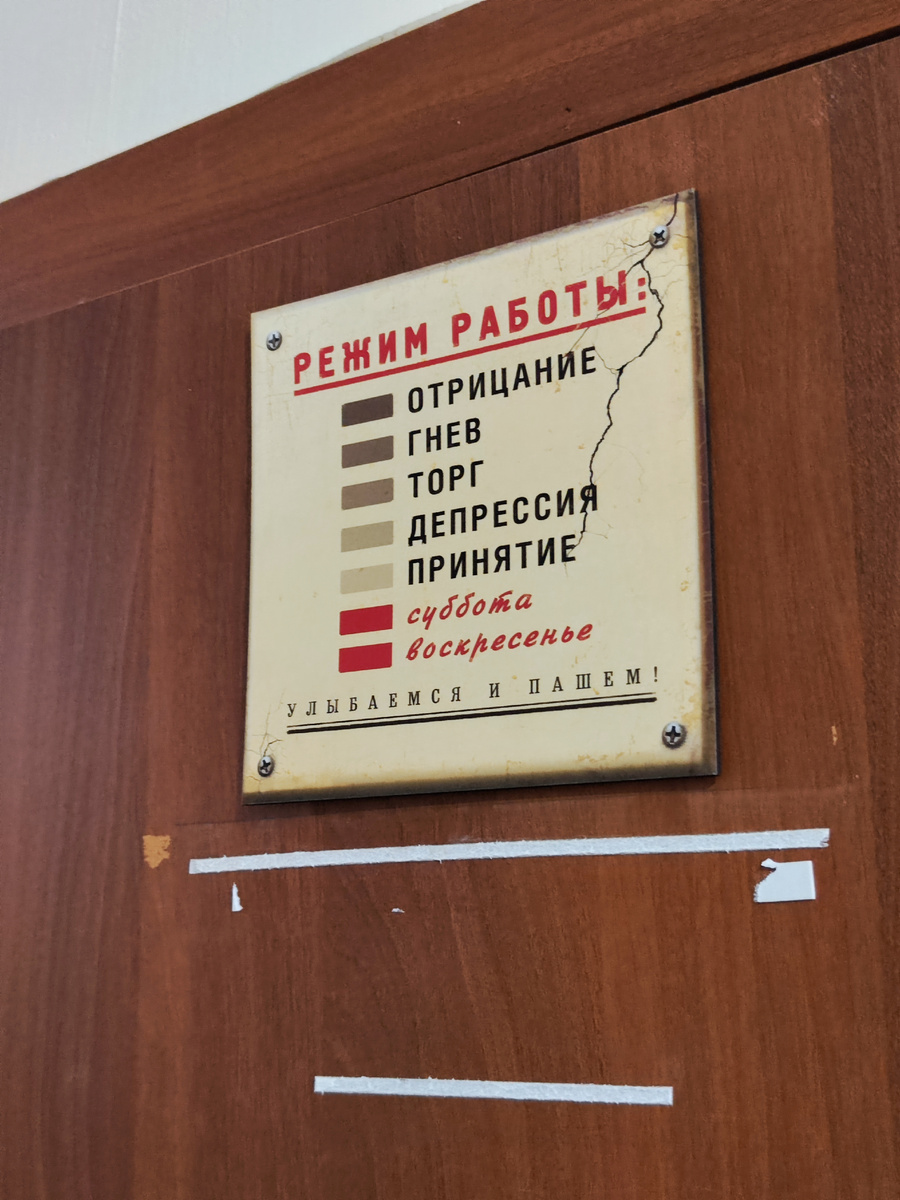 РЕЖИМ РАБОТЫ:
ОТРИЦАНИЕ
ГНЕВ
ТОРГ
ДЕПРЕССИЯ
ПРИНЯТИЕ
суббота
воскресенье
УЛЫБАЕМСЯ И ПАШЕМ!